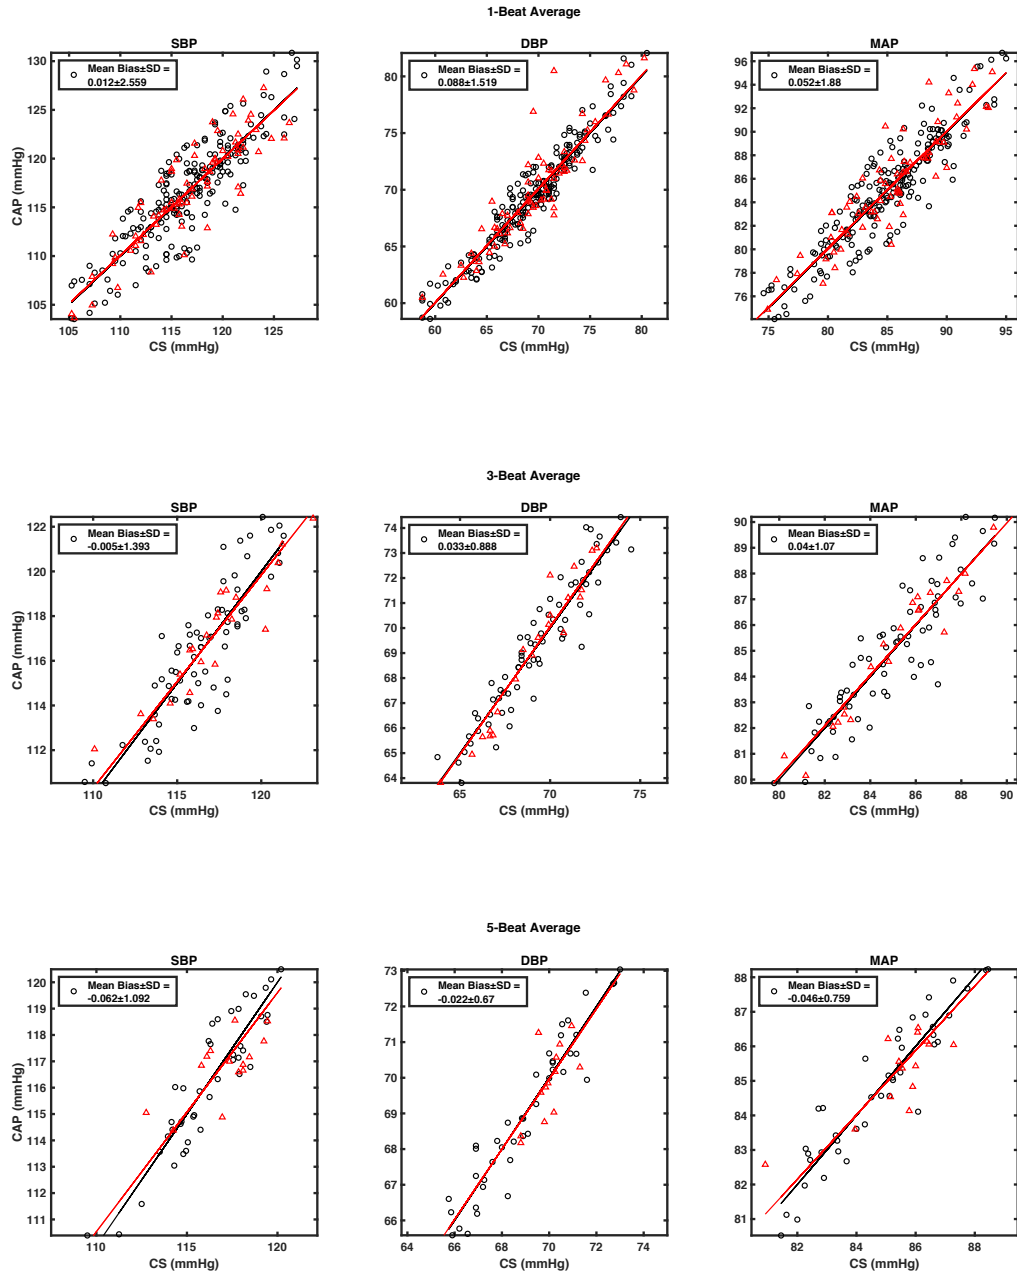 1-Beat Average
SBP
DBP
MAP
Mean Bias±SD =
0.012±2.559
Mean Bias±SD =
0.088±1.519
Mean Bias±SD =
0.052±1.88
CAP (mmHg)
130
125
120
115
110
105
80
75
70
65
60
96
94
92
90
88
86
84
82
80
78
76
105 110 115 120 125
60 65 70 75 80
75 80 85 90 95
CS (mmHg)
CS (mmHg)
CS (mmHg)
3-Beat Average
SBP
DBP
MAP
Mean Bias±SD =
-0.005±1.393
Mean Bias±SD =
0.033±0.888
Mean Bias±SD =
0.04±1.07
CAP (mmHg)
122
120
118
116
114
112
74
73
72
71
70
69
68
67
66
65
64
90
89
88
87
86
85
84
83
82
81
80
110 115 120
65 70 75
80 82 84 86 88 90
CS (mmHg)
CS (mmHg)
CS (mmHg)
5-Beat Average
SBP
DBP
MAP
Mean Bias±SD =
-0.062±1.092
Mean Bias±SD =
-0.022±0.67
Mean Bias±SD =
-0.046±0.759
CAP (mmHg)
120
119
118
117
116
115
114
113
112
111
73
72
71
70
69
68
67
66
88
87
86
85
84
83
82
81
110 115 120
64 66 68 70 72 74
82 84 86 88
CS (mmHg)
CS (mmHg)
CS (mmHg)